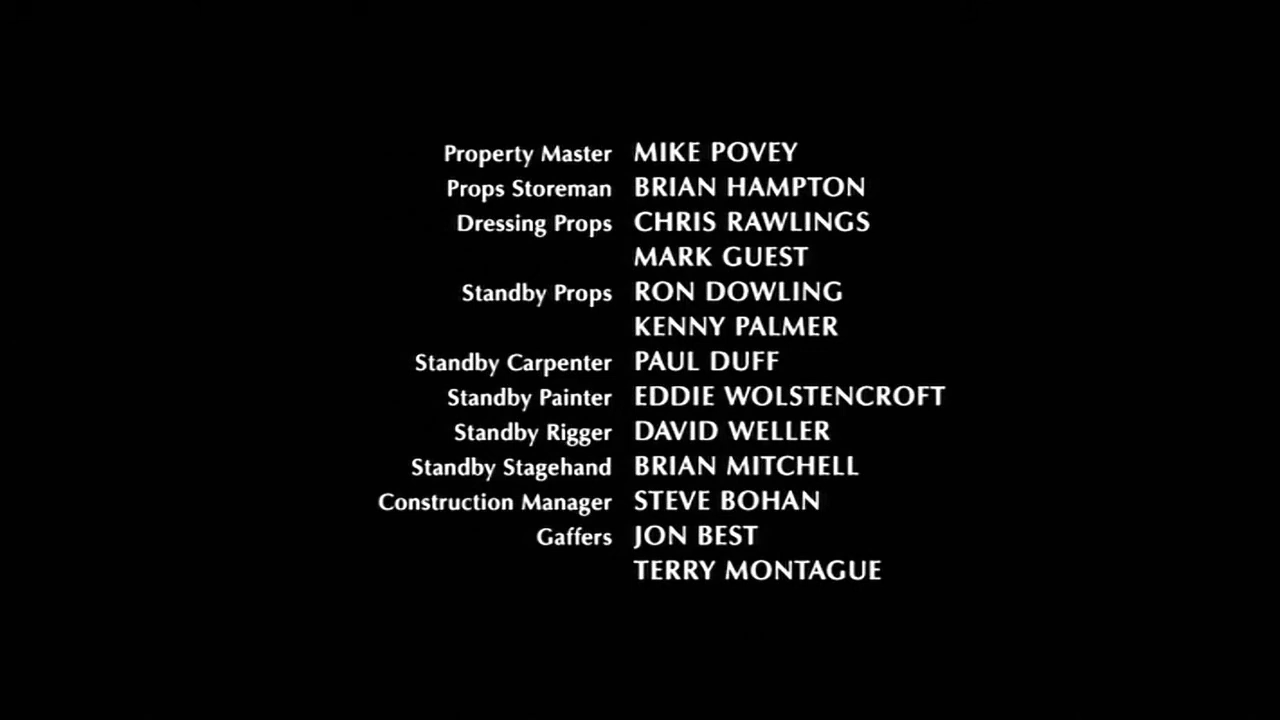 Property Master MIKE POVEY
Props Storeman BRIAN HAMPTON
Dressing Props CHRIS RAWLINGS
MARK GUEST
Standby Props RON DOWLING
KENNY PALMER
Standby Carpenter PAUL DUFF
Standby Painter EDDIE WOLSTENCROFT
Standby Rigger DAVID WELLER
Standby Stagehand BRIAN MITCHELL
Construction Manager STEVE BOHAN
Gaffers JON BEST
TERRY MONTAGUE